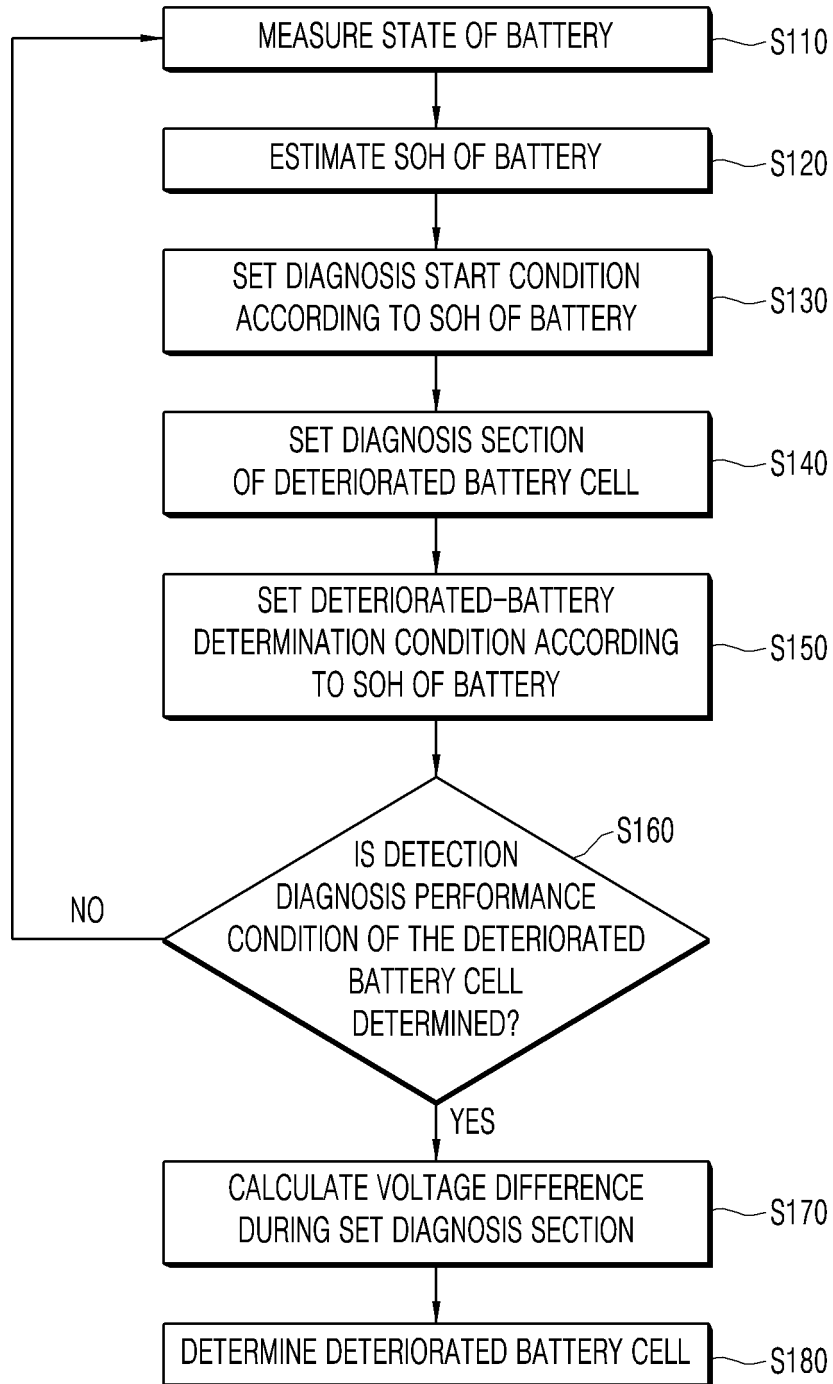 MEASURE STATE OF BATTERY
S110
ESTIMATE SOH OF BATTERY
S120
SET DIAGNOSIS START CONDITION
ACCORDING TO SOH OF BATTERY
S130
SET DIAGNOSIS SECTION
OF DETERIORATED BATTERY CELL
S140
SET DETERIORATED-BATTERY
DETERMINATION CONDITION ACCORDING
TO SOH OF BATTERY
S150
S160
IS DETECTION
DIAGNOSIS PERFORMANCE
CONDITION OF THE DETERIORATED
BATTERY CELL
DETERMINED?
NO
YES
CALCULATE VOLTAGE DIFFERENCE
DURING SET DIAGNOSIS SECTION
S170
DETERMINE DETERIORATED BATTERY CELL
S180